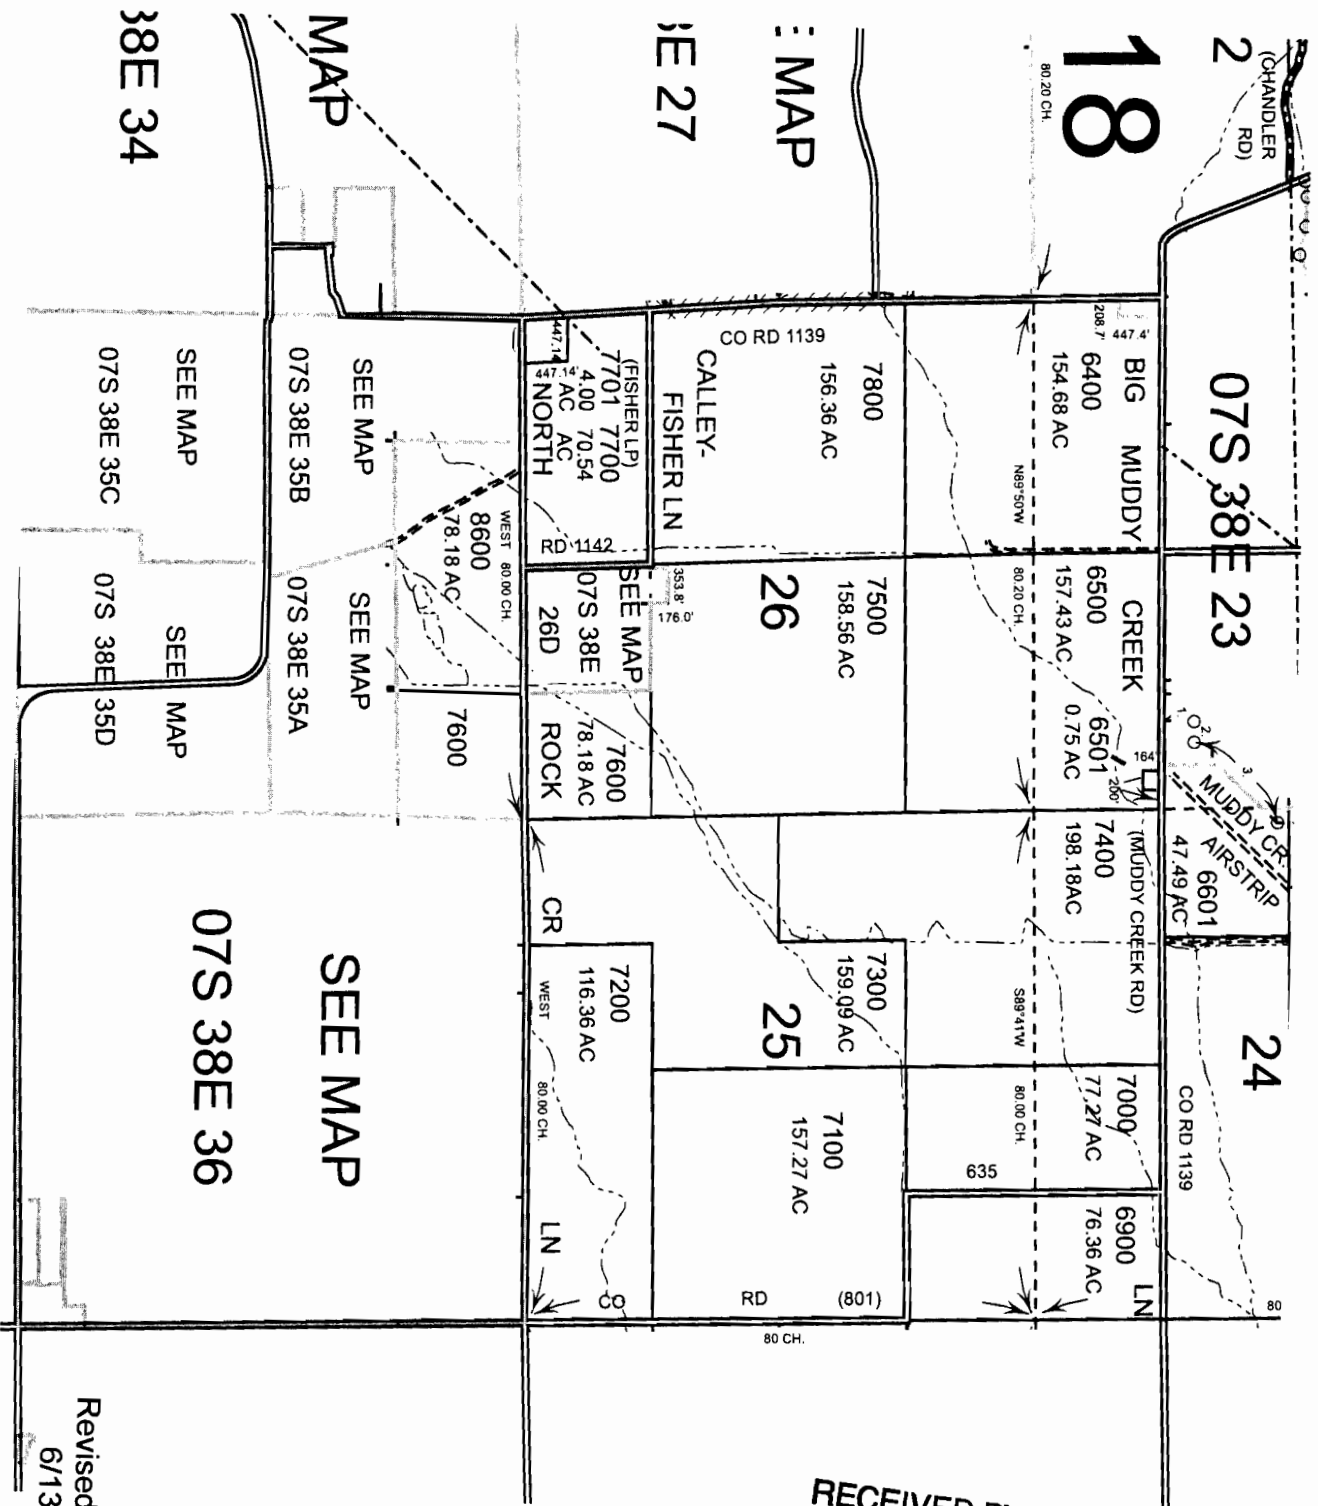 2
(CHANDLER
RD)
18
80.20 CH.
07S 38E 23
MUDDY CR.
AIRSTRIP
6601
47.49 AC
24
CO RD 1139
1.
2.
3.
BIG MUDDY CREEK
(MUDDY CREEK RD)
LN
208.7'
447.4'
6400
154.68 AC
N89°50'W
6500
157.43 AC
80.20 CH.
6501
0.75 AC
164'
200'
7400
198.18AC
S89°41'W
7000
77.27 AC
80.00 CH.
6900
76.36 AC
80
635
MAP
E 27
CO RD 1139
7800
156.36 AC
7500
158.56 AC
26
7300
159.09 AC
25
7100
157.27 AC
RD
(801)
80 CH.
CALLEY-
FISHER LN
353.8'
176.0'
(FISHER LP)
7701 7700
4.00 70.54
AC AC
447.14'
447.14'
RD 1142
SEE MAP
07S 38E
26D
7600
78.18 AC
7200
116.36 AC
CO
NORTH ROCK CR LN
WEST 80.00 CH.
WEST
80.00 CH.
8600
78.18 AC
7600
MAP
38E 34
SEE MAP
07S 38E 35B
SEE MAP
07S 38E 35A
SEE MAP
07S 38E 36
SEE MAP
07S 38E 35C
SEE MAP
07S 38E 35D
Revised
6/13
RECEIVED